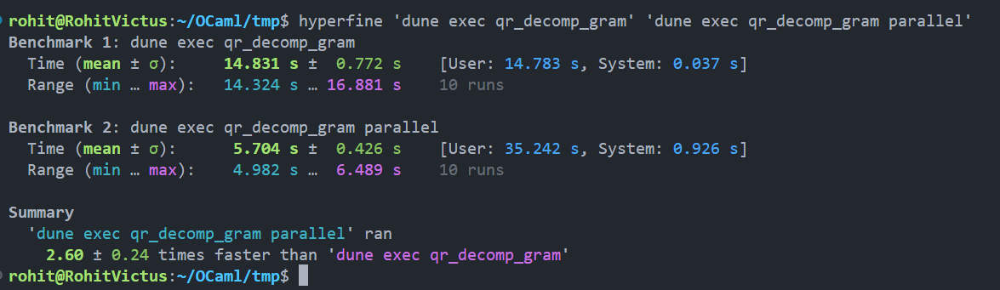 rohit@RohitVictus:~/OCaml/tmp$ hyperfine 'dune exec qr_decomp_gram' 'dune exec qr_decomp_gram parallel'
Benchmark 1: dune exec qr_decomp_gram
  Time (mean ± σ):     14.831 s ±  0.772 s    [User: 14.783 s, System: 0.037 s]
  Range (min … max):   14.324 s … 16.881 s    10 runs

Benchmark 2: dune exec qr_decomp_gram parallel
  Time (mean ± σ):      5.704 s ±  0.426 s    [User: 35.242 s, System: 0.926 s]
  Range (min … max):    4.982 s …  6.489 s    10 runs

Summary
  'dune exec qr_decomp_gram parallel' ran
    2.60 ± 0.24 times faster than 'dune exec qr_decomp_gram'
rohit@RohitVictus:~/OCaml/tmp$